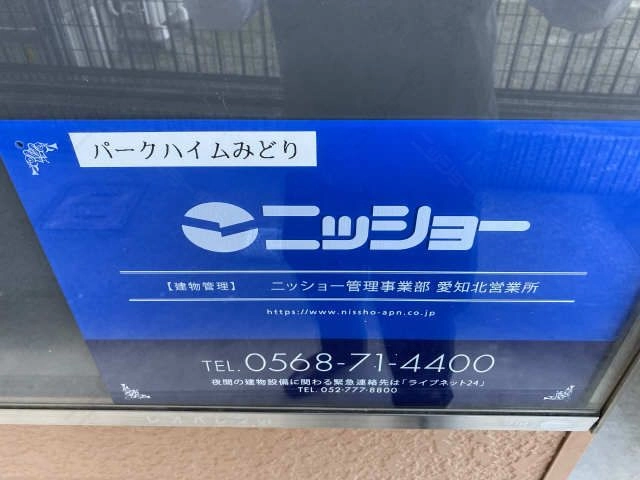 パークハイムみどり
ニッショー
【建物管理】 ニッショー管理事業部 愛知北営業所
https://www.nissho-apn.co.jp
TEL. 0568-71-4400
夜間の建物設備に関わる緊急連絡先は「ライブネット24」
TEL. 052-777-8800